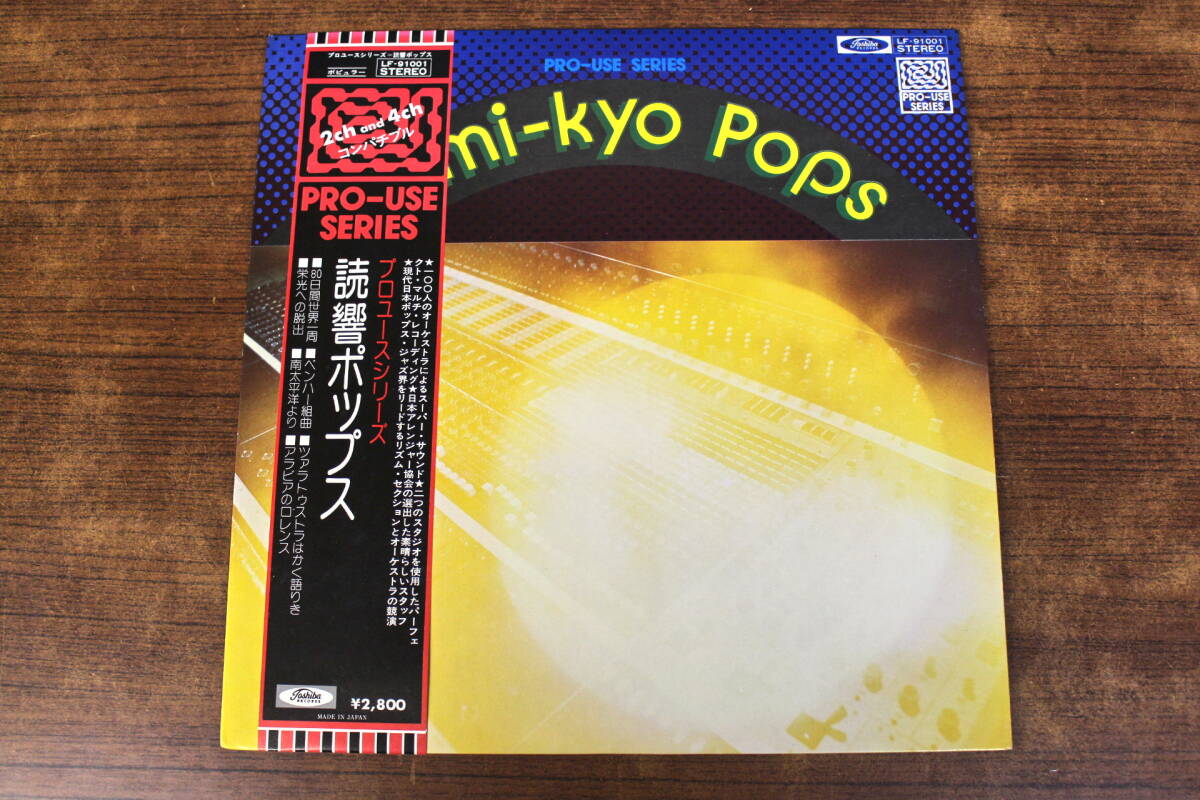 プロユースシリーズ－読響ポップス
ポピュラー
LF-91001
STEREO
2ch and 4ch
コンパチブル
PRO-USE
SERIES
★一〇〇人のオーケストラによるスーパー・サウンド★二つのスタジオを使用したパーフェ
クト・マルチ・レコーディング★日本アレンジャー協会の選出した素晴らしいスタッフ
★現代日本ポップス・ジャズ界をリードするリズム・セクションとオーケストラの競演
プロユースシリーズ
読響ポップス
■80日間世界一周
■ベンハー組曲
■ツァラトゥストラはかく語りき
■栄光への脱出
■南太平洋より
■アラビアのロレンス
Toshiba
RECORDS
¥2,800
MADE IN JAPAN
PRO-USE SERIES
mi-kyo Pops
Toshiba
RECORDS
LF-91001
STEREO
PRO-USE
SERIES